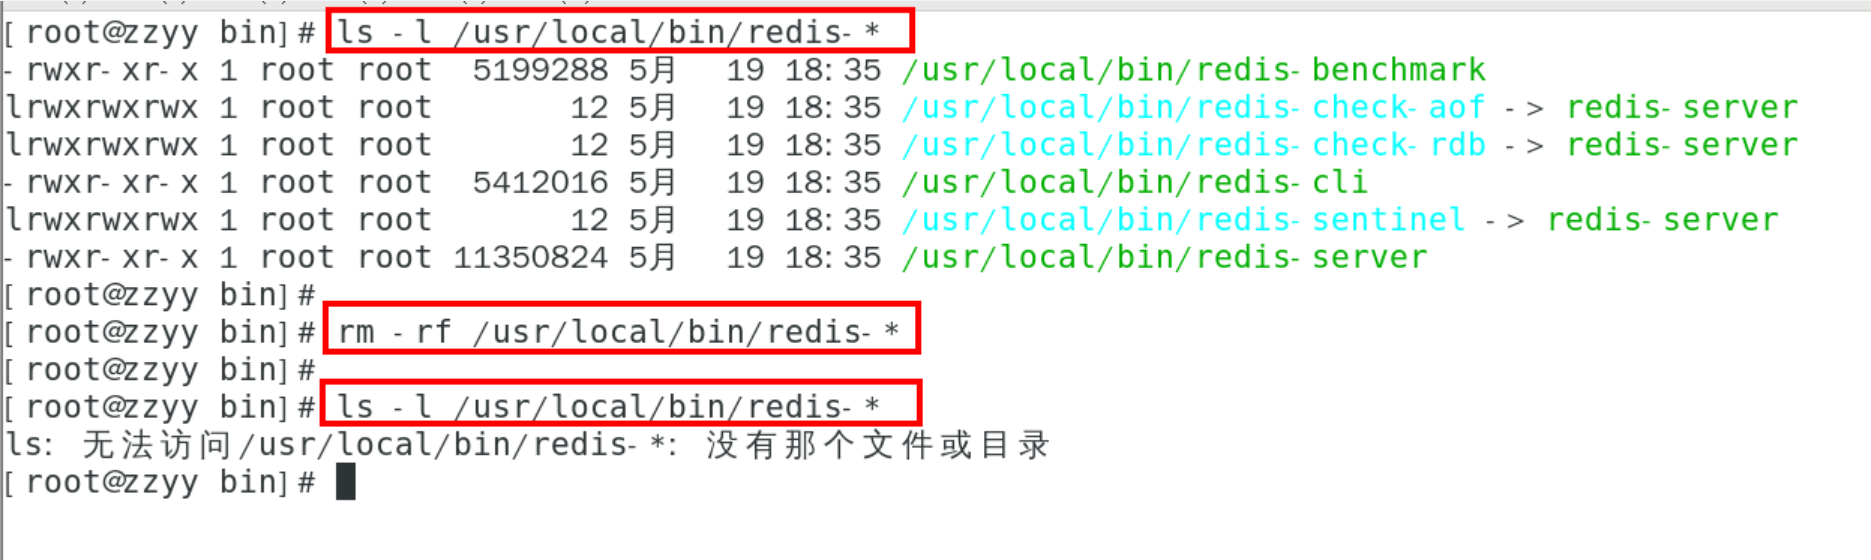 [root@zzyy bin]# ls -l /usr/local/bin/redis-*
-rwxr-xr-x 1 root root  5199288 5月   19 18:35 /usr/local/bin/redis-benchmark
lrwxrwxrwx 1 root root       12 5月   19 18:35 /usr/local/bin/redis-check-aof -> redis-server
lrwxrwxrwx 1 root root       12 5月   19 18:35 /usr/local/bin/redis-check-rdb -> redis-server
-rwxr-xr-x 1 root root  5412016 5月   19 18:35 /usr/local/bin/redis-cli
lrwxrwxrwx 1 root root       12 5月   19 18:35 /usr/local/bin/redis-sentinel -> redis-server
-rwxr-xr-x 1 root root 11350824 5月   19 18:35 /usr/local/bin/redis-server
[root@zzyy bin]#
[root@zzyy bin]# rm -rf /usr/local/bin/redis-*
[root@zzyy bin]#
[root@zzyy bin]# ls -l /usr/local/bin/redis-*
ls: 无法访问/usr/local/bin/redis-*: 没有那个文件或目录
[root@zzyy bin]#